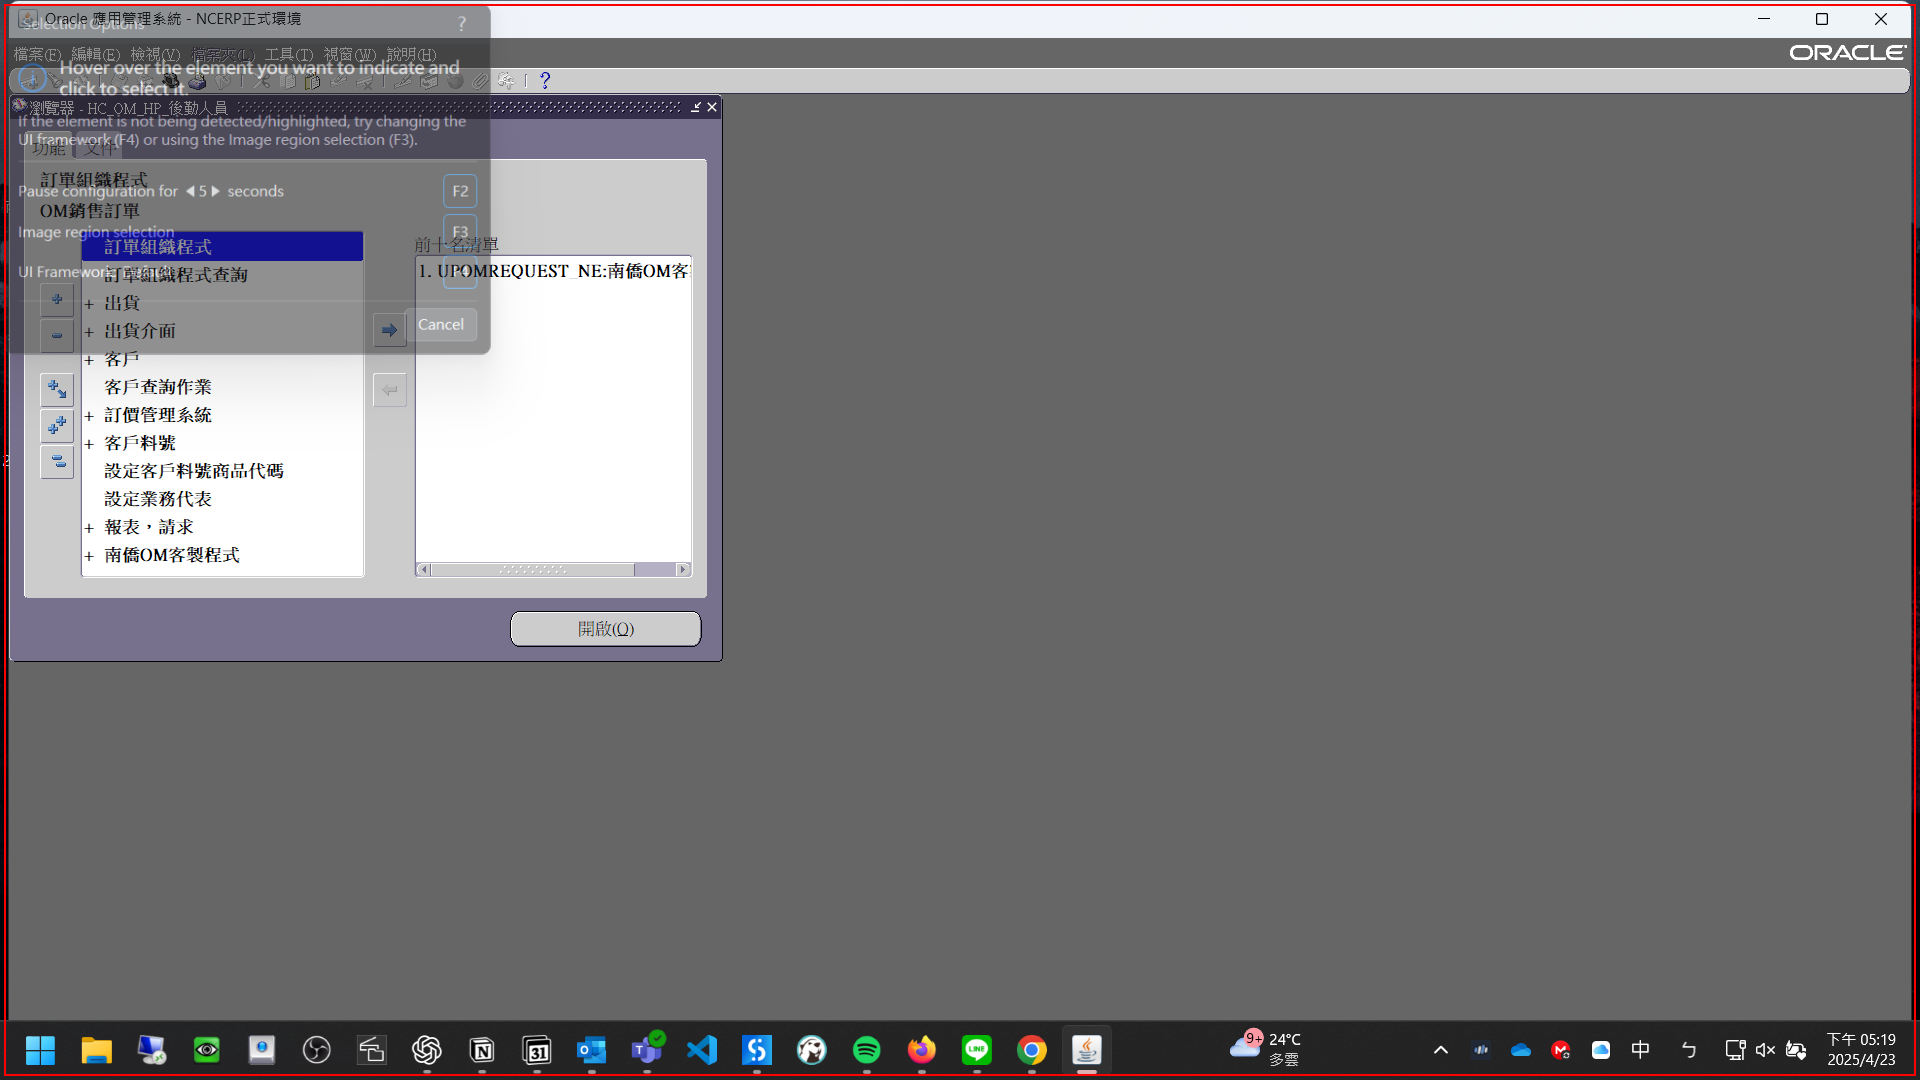 Oracle 應用管理系統 - NCERP正式環境
Selection Options
?
檔案(F) 編輯(E) 檢視(V) 檔案夾(L) 工具(T) 視窗(W) 說明(H)
ORACLE
Hover over the element you want to indicate and
click to select it.
?
瀏覽器 - HC_OM_HP_後勤人員
If the element is not being detected/highlighted, try changing the
UI framework (F4) or using the Image region selection (F3).
功能 文件
訂單組織程式
Pause configuration for 5 seconds
F2
OM銷售訂單
Image region selection
F3
前十名清單
訂單組織程式
1. UPOMREQUEST_NE:南僑OM客
UI Framework:
F4
訂單組織程式查詢
+ 出貨
+ 出貨介面
Cancel
+ 客戶
客戶查詢作業
+ 訂價管理系統
+ 客戶料號
設定客戶料號商品代碼
設定業務代表
+ 報表，請求
+ 南僑OM客製程式
開啟(O)
31
T
LINE
9+
24°C
多雲
中
ㄅ
下午 05:19
2025/4/23